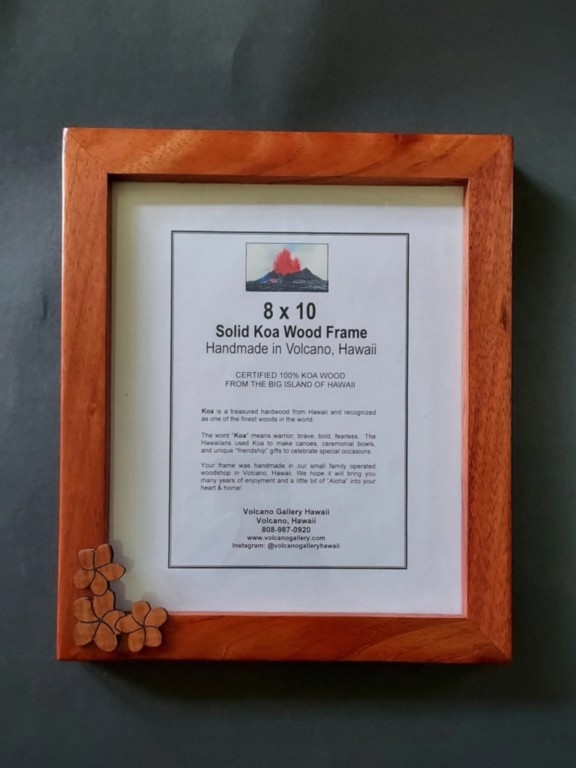 8 x 10
Solid Koa Wood Frame
Handmade in Volcano, Hawaii
CERTIFIED 100% KOA WOOD
FROM THE BIG ISLAND OF HAWAII
Koa is a treasured hardwood from Hawaii and recognized
as one of the finest woods in the world.
The word "Koa" means warrior, brave, bold, fearless. The
Hawaiians used Koa to make canoes, ceremonial bowls,
and unique "friendship" gifts to celebrate special occasions.
Your frame was handmade in our small family operated
woodshop in Volcano, Hawaii. We hope it will bring you
many years of enjoyment and a little bit of "Aloha" into your
heart & home!
Volcano Gallery Hawaii
Volcano, Hawaii
808-987-0920
www.volcanogallery.com
Instagram: @volcanogalleryhawaii